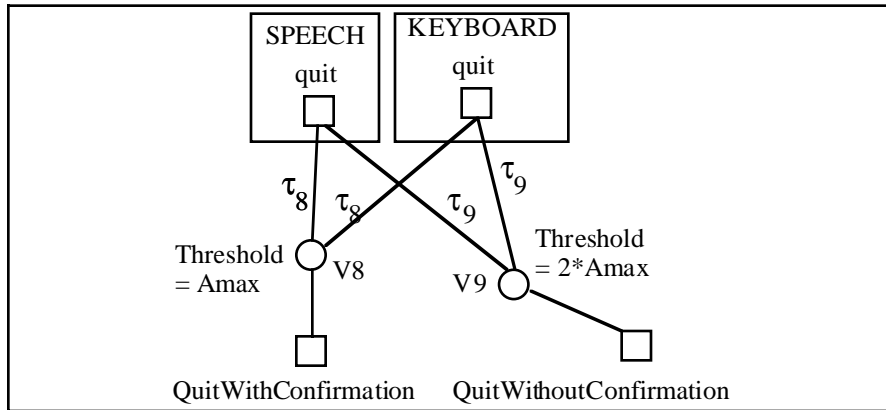 SPEECH
KEYBOARD
quit
quit
τ8
τ8
τ9
τ9
Threshold
= Amax
V8
V9
Threshold
= 2*Amax
QuitWithConfirmation
QuitWithoutConfirmation